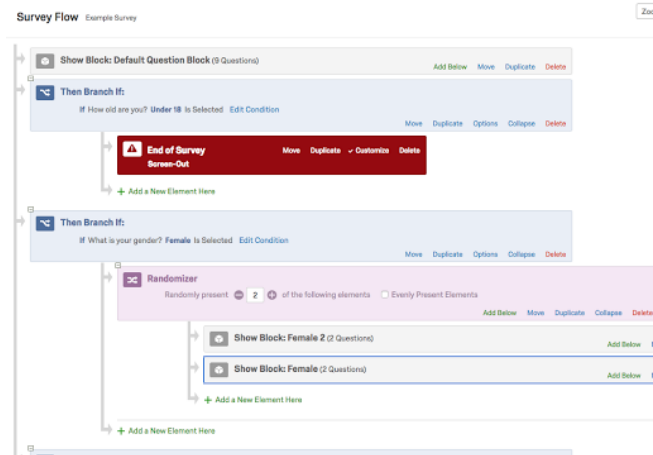 Survey Flow Example Survey
Show Block: Default Question Block (9 Questions)
Add Below Move Duplicate Delete
Then Branch If:
If How old are you? Under 18 Is Selected Edit Condition
Move Duplicate Options Collapse Delete
End of Survey Move Duplicate ✓ Customize Delete
Screen-Out
+ Add a New Element Here
Then Branch If:
If What is your gender? Female Is Selected Edit Condition
Move Duplicate Options Collapse Delete
Randomizer
Randomly present 2 of the following elements Evenly Present Elements
Add Below Move Duplicate Collapse Delete
Show Block: Female 2 (2 Questions)
Add Below
Show Block: Female (2 Questions)
Add Below
+ Add a New Element Here
+ Add a New Element Here